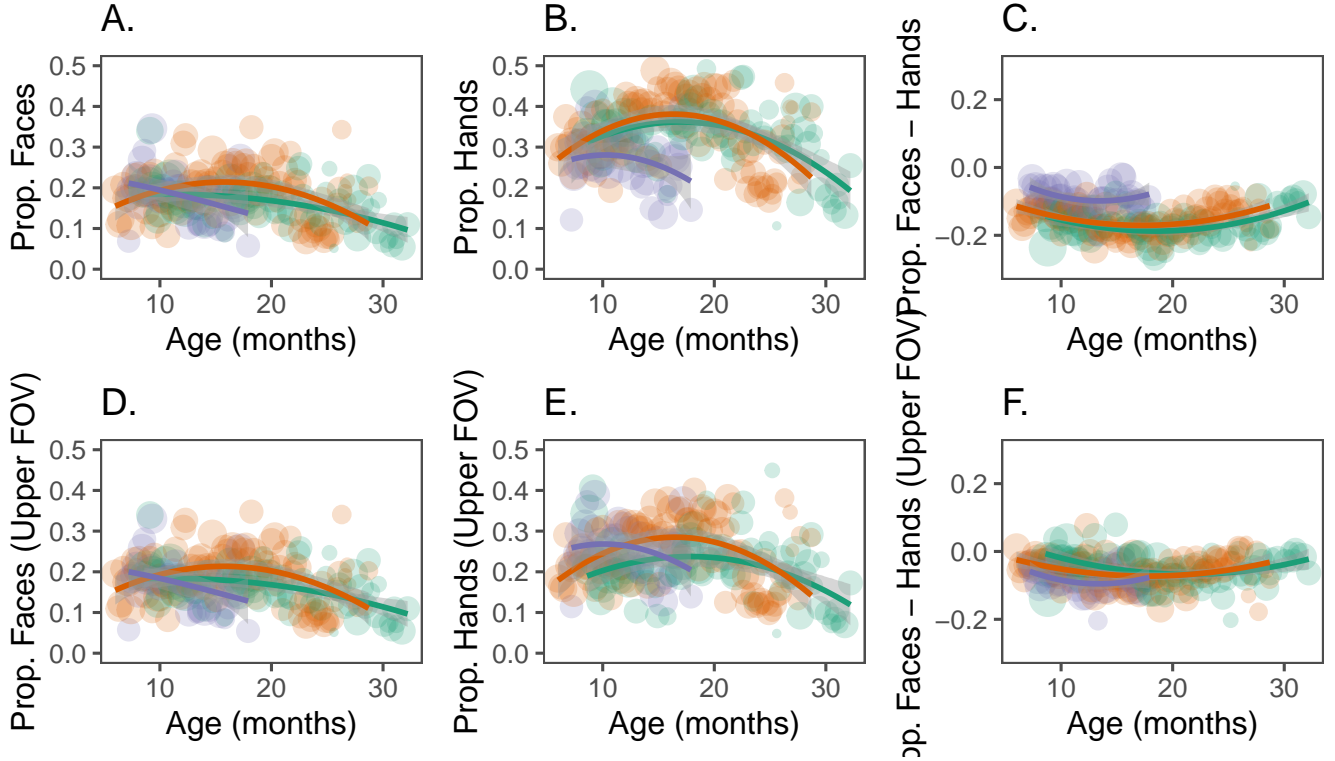 A.
B.
C.
Prop. Faces
0.5
0.4
0.3
0.2
0.1
0.0
10
20
30
Age (months)
Prop. Hands
0.5
0.4
0.3
0.2
0.1
0.0
10
20
30
Age (months)
Prop. Faces − Hands
0.2
0.0
−0.2
10
20
30
Age (months)
D.
E.
F.
Prop. Faces (Upper FOV)
0.5
0.4
0.3
0.2
0.1
0.0
10
20
30
Age (months)
Prop. Hands (Upper FOV)
0.5
0.4
0.3
0.2
0.1
0.0
10
20
30
Age (months)
op. Faces − Hands (Upper FOV)
0.2
0.0
−0.2
10
20
30
Age (months)